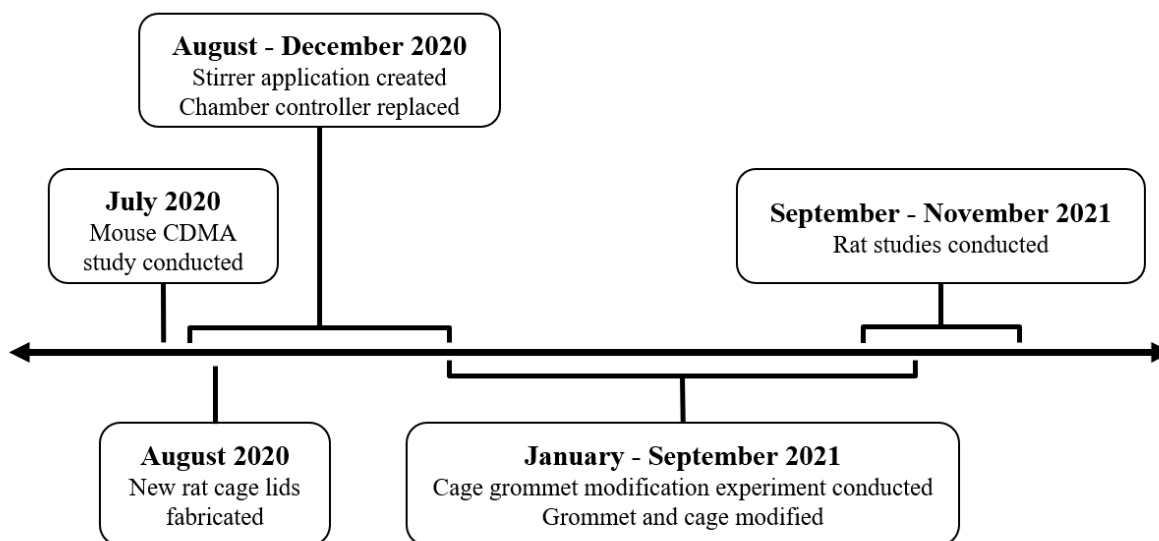 August - December 2020
Stirrer application created
Chamber controller replaced
July 2020
Mouse CDMA
study conducted
September - November 2021
Rat studies conducted
August 2020
New rat cage lids
fabricated
January - September 2021
Cage grommet modification experiment conducted
Grommet and cage modified